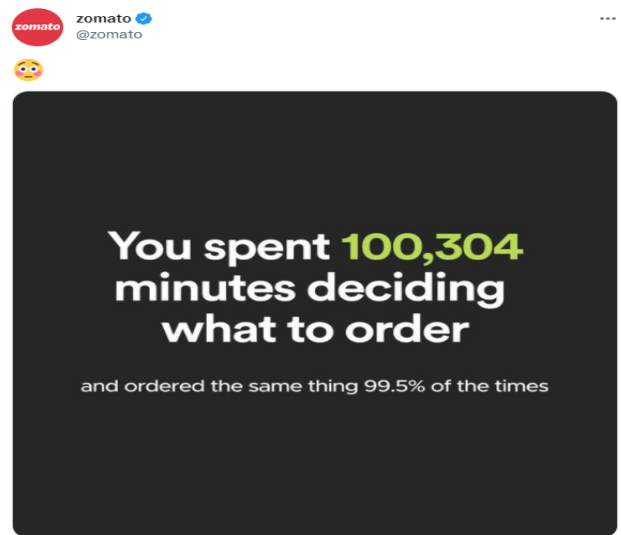 zomato
zomato
@zomato
You spent 100,304
minutes deciding
what to order
and ordered the same thing 99.5% of the times